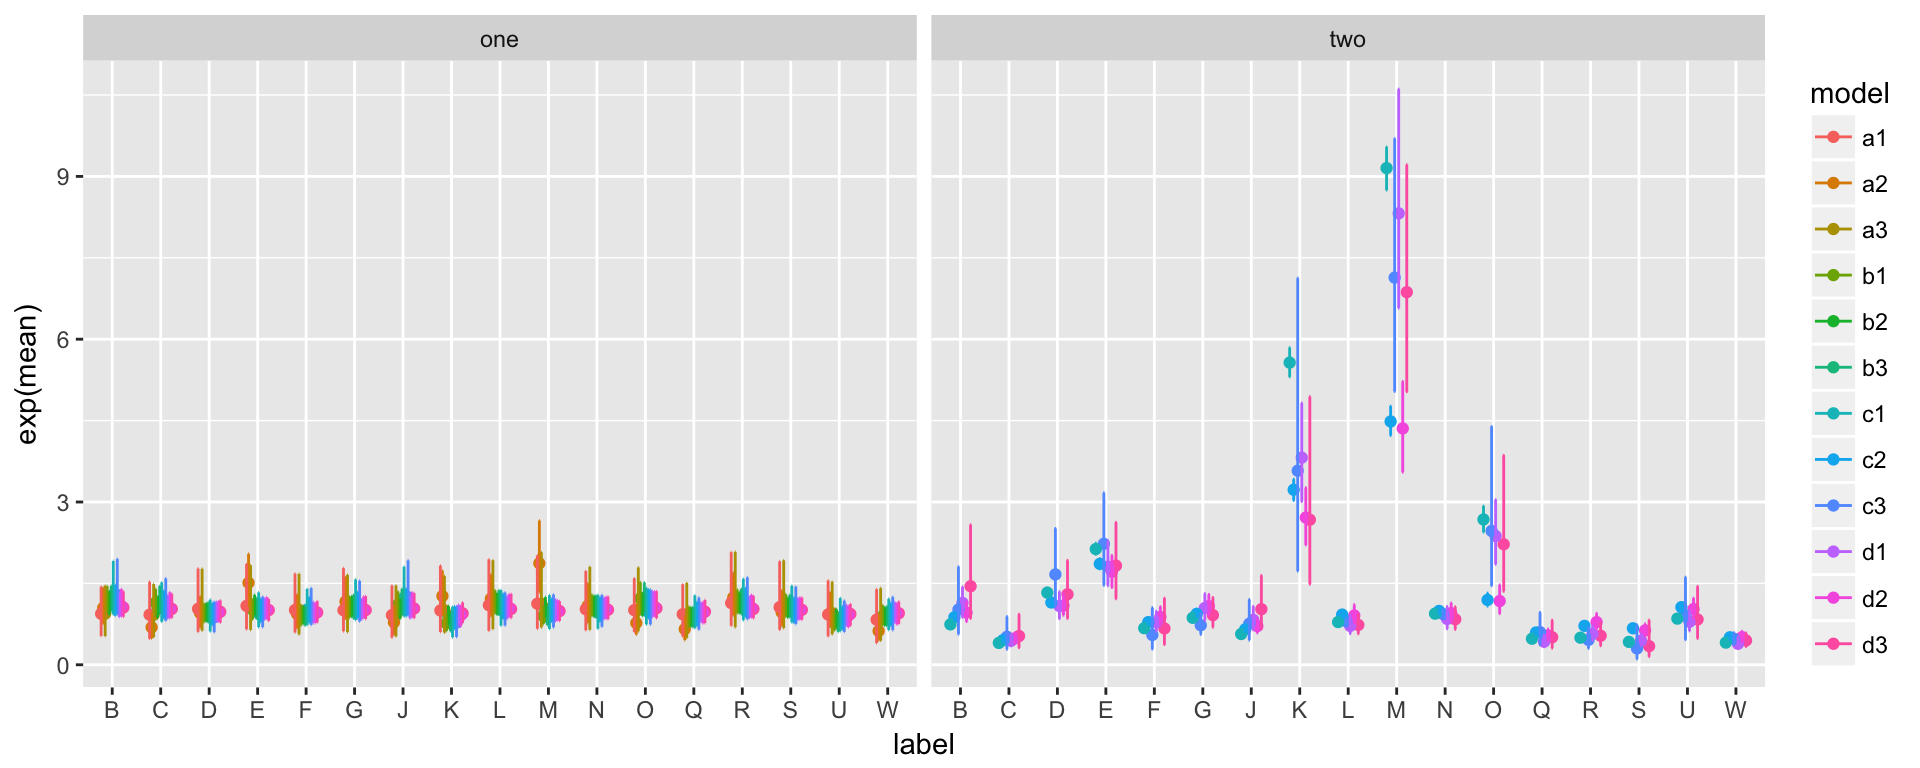 one two
model
a1
a2
a3
b1
b2
b3
c1
c2
c3
d1
d2
d3
exp(mean)
9
6
3
0
B C D E F G J K L M N O Q R S U W B C D E F G J K L M N O Q R S U W
label